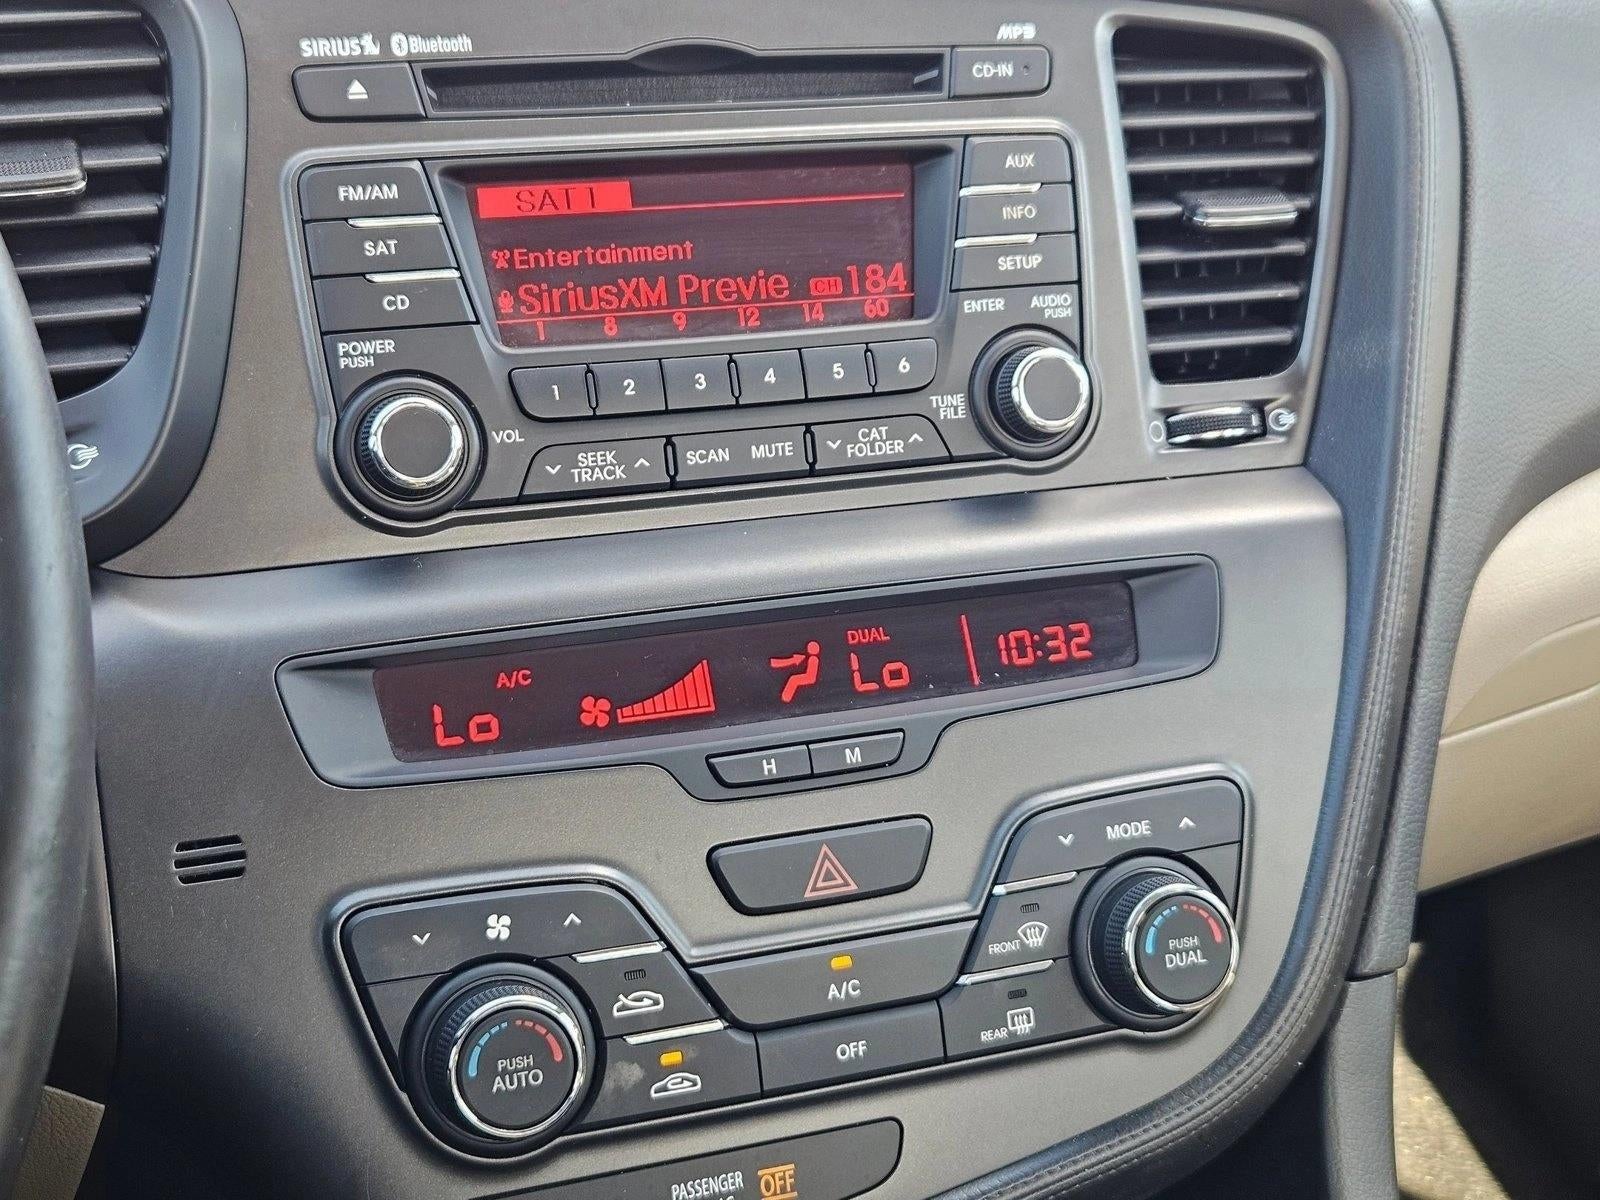 SIRIUS Bluetooth
MP3
CD-IN
FM/AM
SAT
CD
SAT1
Entertainment
SiriusXM Previe CH 184
1 8 9 12 14 60
AUX
INFO
SETUP
POWER
PUSH
VOL
ENTER
AUDIO
PUSH
TUNE
FILE
1 2 3 4 5 6
SEEK
TRACK
SCAN MUTE
CAT
FOLDER
A/C
Lo
DUAL
Lo
10:32
H M
MODE
FRONT
REAR
PUSH
DUAL
A/C
OFF
PUSH
AUTO
PASSENGER OFF